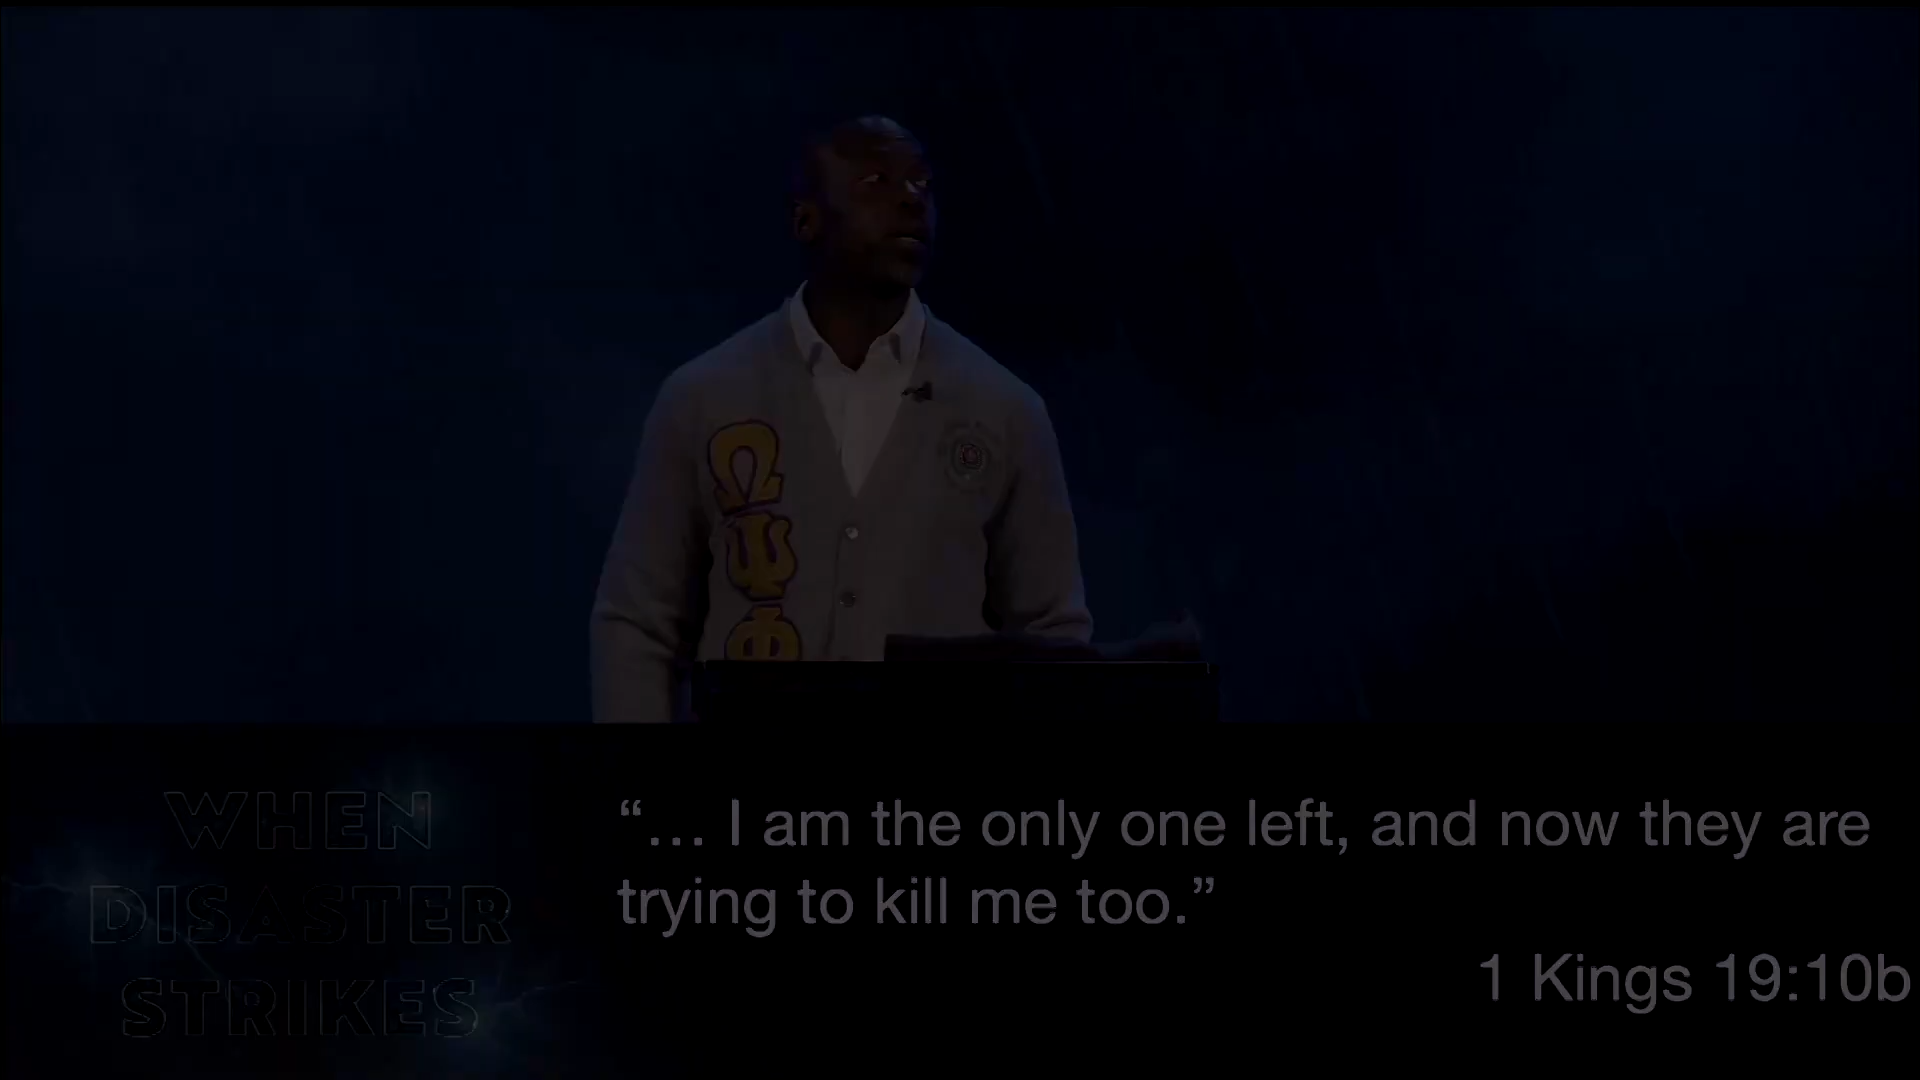 Ω
Ψ
Φ
WHEN
DISASTER
STRIKES
“… I am the only one left, and now they are
trying to kill me too.”
1 Kings 19:10b